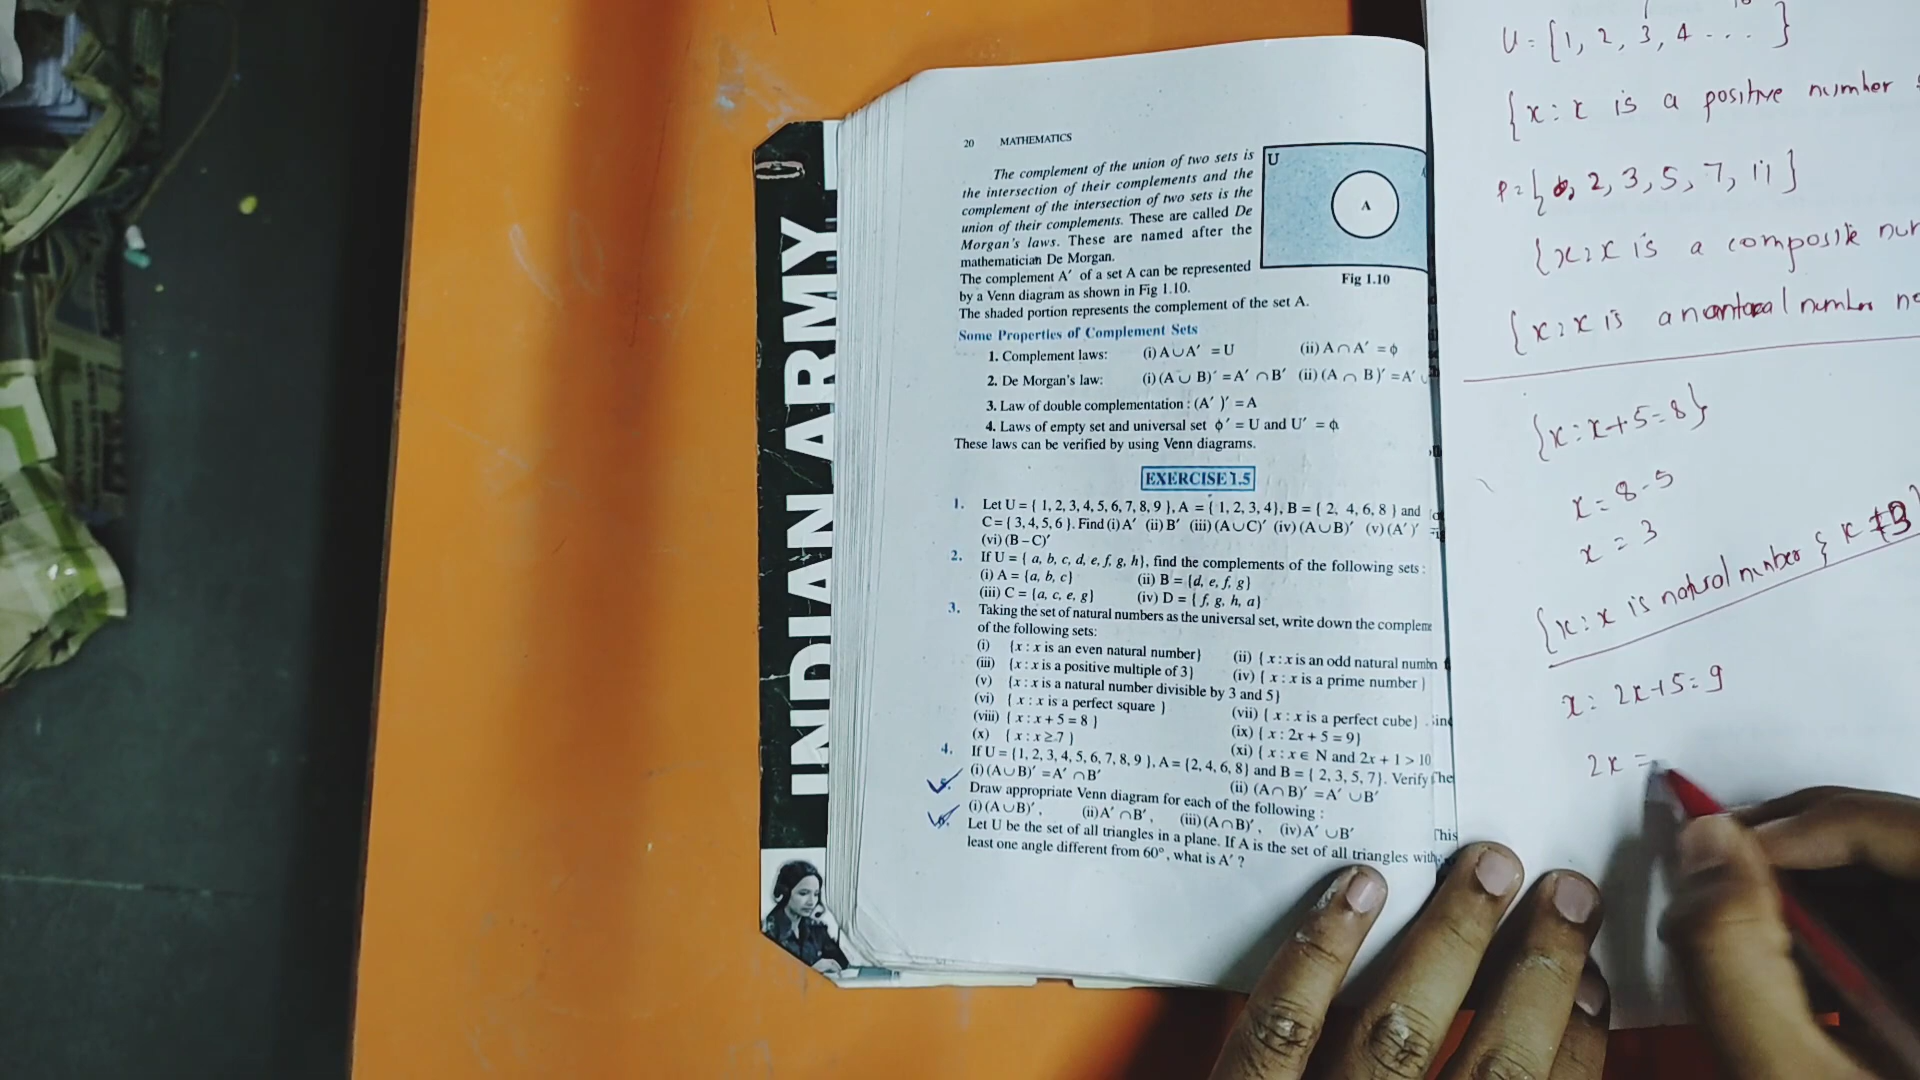 INDIAN ARMY
20 MATHEMATICS
The complement of the union of two sets is
the intersection of their complements and the
complement of the intersection of two sets is the
union of their complements. These are called De
Morgan's laws. These are named after the
mathematician De Morgan.
The complement A′ of a set A can be represented
by a Venn diagram as shown in Fig 1.10.
The shaded portion represents the complement of the set A.
U
A
Fig 1.10
Some Properties of Complement Sets
1. Complement laws: (i) A∪A′ = U (ii) A∩A′ = ϕ
2. De Morgan's law: (i) (A ∪ B)′ = A′ ∩ B′ (ii) (A ∩ B)′ = A′ ∪
3. Law of double complementation : (A′ )′ = A
4. Laws of empty set and universal set ϕ′ = U and U′ = ϕ.
These laws can be verified by using Venn diagrams.
EXERCISE 1.5
1. Let U = { 1, 2, 3, 4, 5, 6, 7, 8, 9 }, A = { 1, 2, 3, 4}, B = { 2, 4, 6, 8 } and
C = { 3, 4, 5, 6 }. Find (i) A′ (ii) B′ (iii) (A∪C)′ (iv) (A∪B)′ (v) (A′)′
(vi) (B – C)′
2. If U = { a, b, c, d, e, f, g, h}, find the complements of the following sets :
(i) A = {a, b, c} (ii) B = {d, e, f, g}
(iii) C = {a, c, e, g} (iv) D = { f, g, h, a}
3. Taking the set of natural numbers as the universal set, write down the
of the following sets:
(i) {x : x is an even natural number} (ii) { x : x is an odd natural
(iii) {x : x is a positive multiple of 3} (iv) { x : x is a prime number }
(v) {x : x is a natural number divisible by 3 and 5}
(vi) { x : x is a perfect square } (vii) { x : x is a perfect cube}
(viii) { x : x + 5 = 8 } (ix) { x : 2x + 5 = 9}
(x) { x : x ≥ 7 } (xi) { x : x ∈ N and 2x + 1 > 10
4. If U = {1, 2, 3, 4, 5, 6, 7, 8, 9 }, A = {2, 4, 6, 8} and B = { 2, 3, 5, 7}. Verify
(i) (A∪B)′ = A′ ∩B′ (ii) (A∩B)′ = A′ ∪B′
Draw appropriate Venn diagram for each of the following :
(i) (A∪B)′, (ii) A′ ∩B′, (iii) (A∩B)′, (iv) A′ ∪B′
Let U be the set of all triangles in a plane. If A is the set of all triangles with
least one angle different from 60°, what is A′ ?
U = {1, 2, 3, 4 ... }
{x : x is a positive number
P = { 2, 3, 5, 7, 11 }
{x : x is a composite
{x : x is a number
{x : x + 5 = 8}
x = 8 - 5
x = 3
{x : x is natural number } x ≠ 3
x : 2x + 5 = 9
2x =